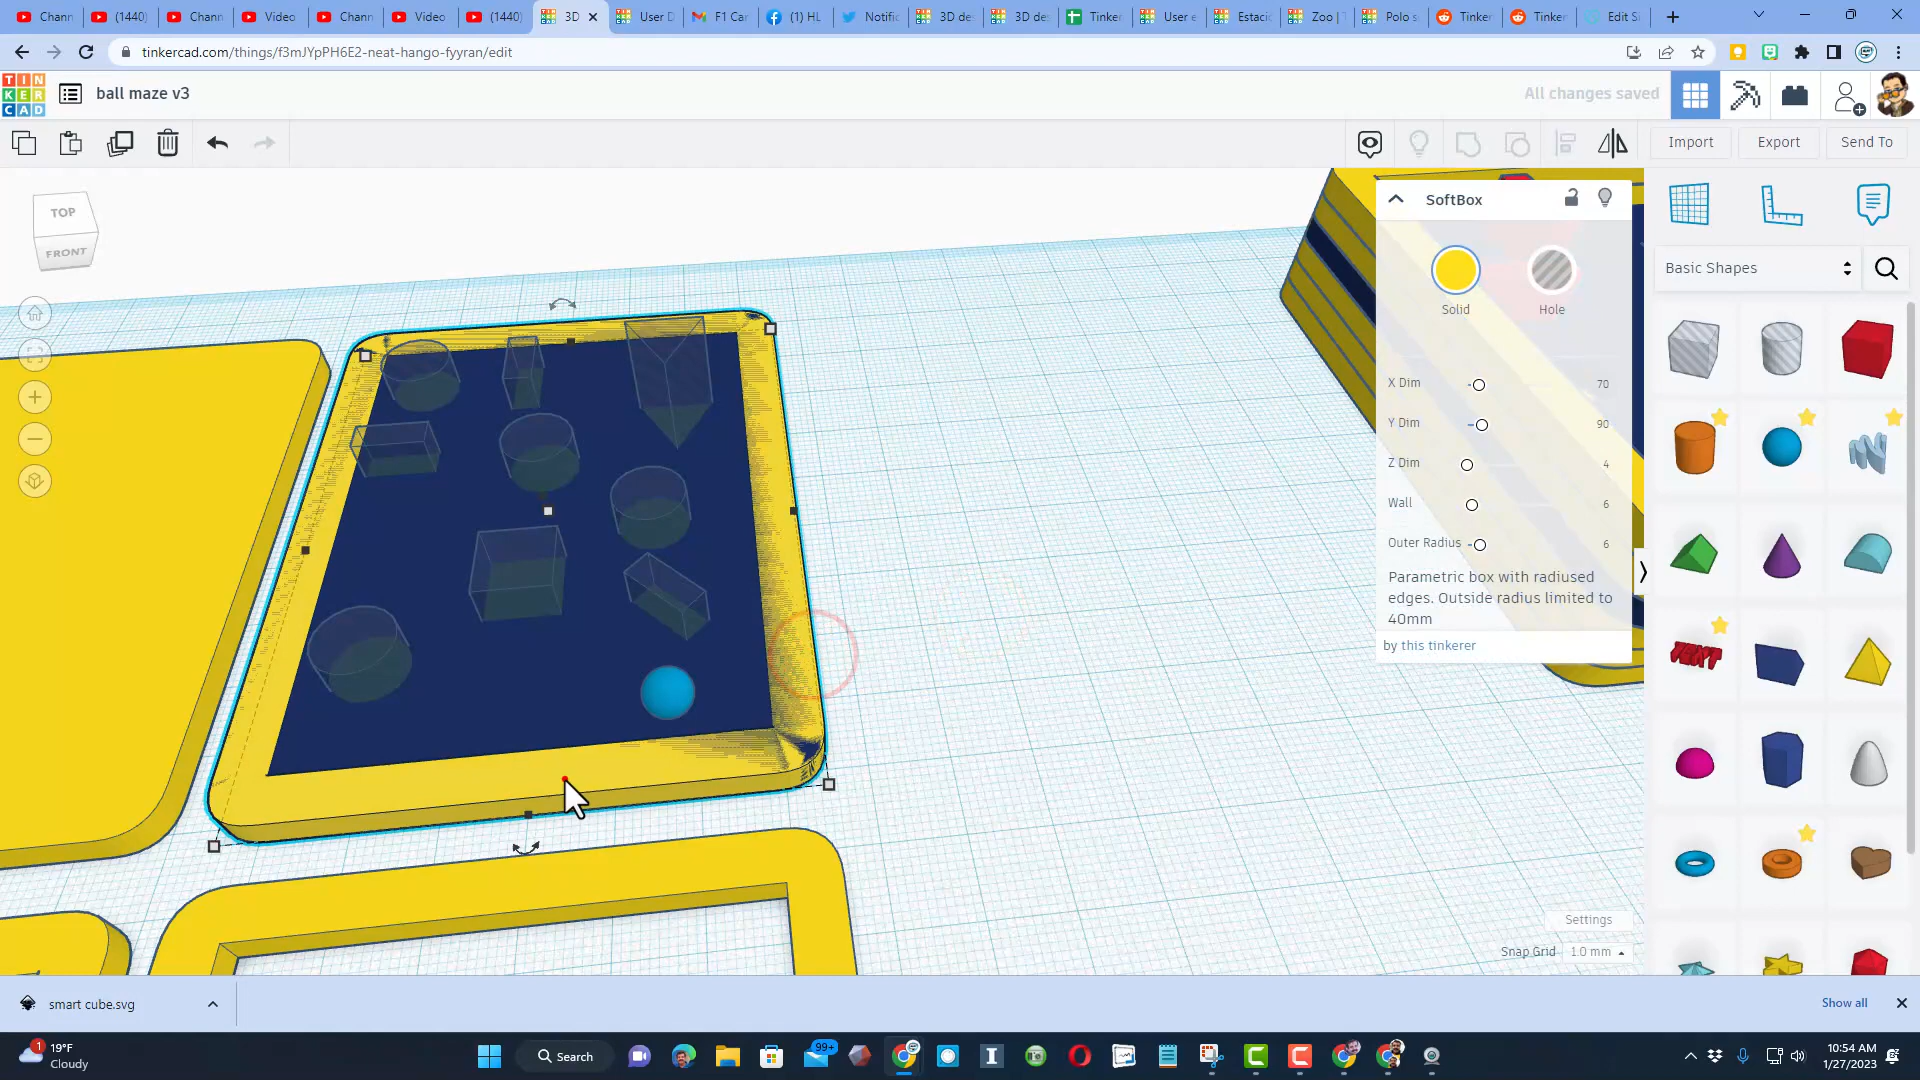 Chann
(1440)
Chann
Video
Chann
Video
(1440)
3D
User D
F1 Car
(1) HL
Notific
3D de
3D de
Tinker
User e
Estaci
Zoo | T
Polo s
Tinker
Tinker
Edit Si
tinkercad.com/things/f3mJYpPH6E2-neat-hango-fyyran/edit
TIN
KER
CAD
ball maze v3
All changes saved
Import
Export
Send To
TOP
FRONT
SoftBox
Solid
Hole
X Dim
70
Y Dim
90
Z Dim
4
Wall
6
Outer Radius
6
Parametric box with radiused
edges. Outside radius limited to
40mm
by this tinkerer
Basic Shapes
TEXT
Settings
Snap Grid
1.0 mm
smart cube.svg
Show all
1
19°F
Cloudy
Search
99+
10:54 AM
1/27/2023